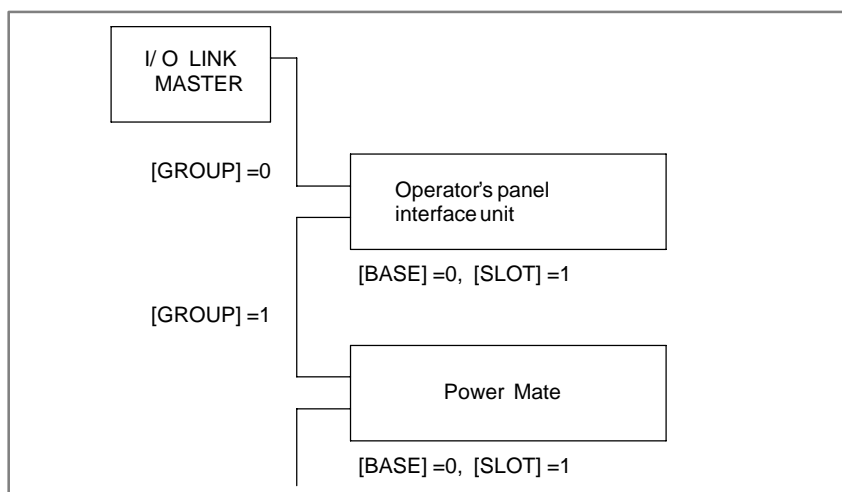 I/ O LINK
MASTER
[GROUP] =0
Operator's panel
interface unit
[BASE] =0, [SLOT] =1
[GROUP] =1
Power Mate
[BASE] =0, [SLOT] =1